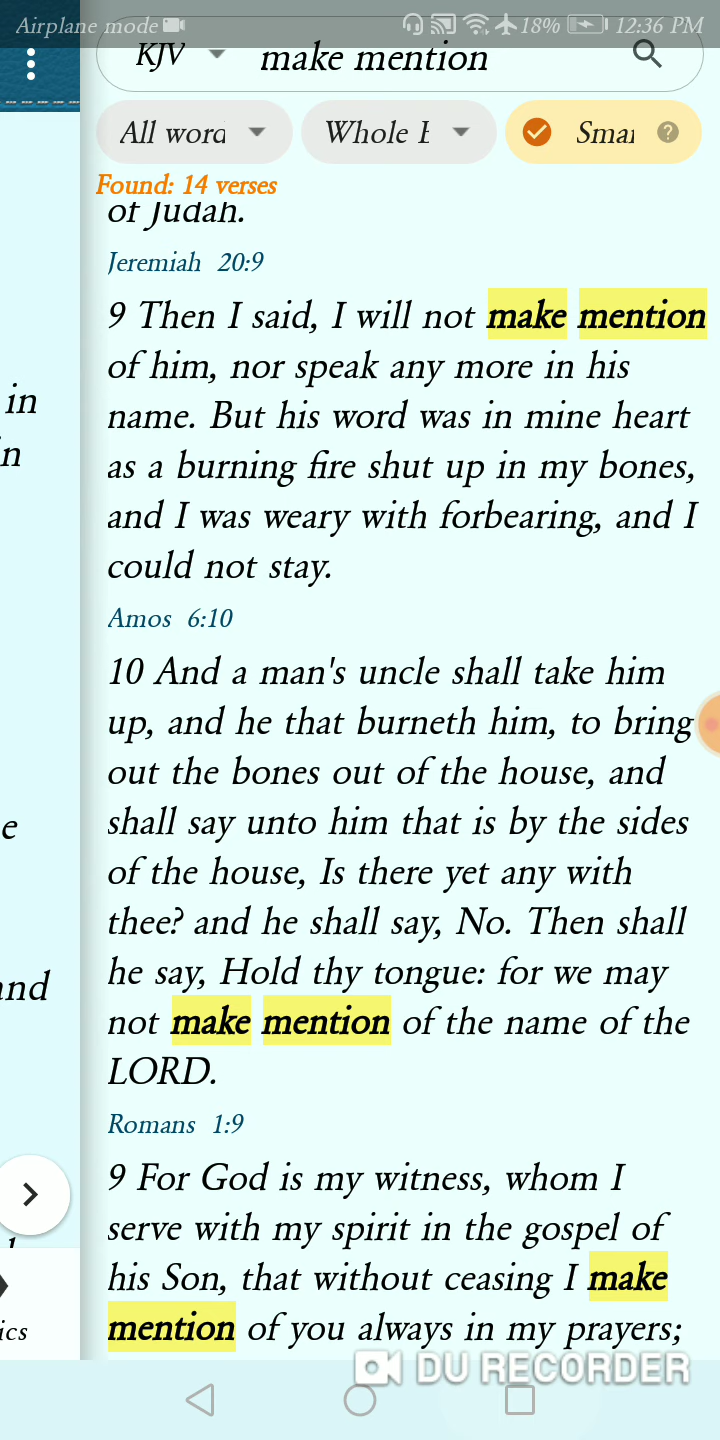 Airplane mode 18% 12:36 PM
KJV make mention
All word Whole Smar ?
Found: 14 verses
of Judah.
Jeremiah 20:9
9 Then I said, I will not make mention
of him, nor speak any more in his
name. But his word was in mine heart
as a burning fire shut up in my bones,
and I was weary with forbearing, and I
could not stay.
Amos 6:10
10 And a man's uncle shall take him
up, and he that burneth him, to bring
out the bones out of the house, and
shall say unto him that is by the sides
of the house, Is there yet any with
thee? and he shall say, No. Then shall
he say, Hold thy tongue: for we may
not make mention of the name of the
LORD.
Romans 1:9
9 For God is my witness, whom I
serve with my spirit in the gospel of
his Son, that without ceasing I make
mention of you always in my prayers;
in
n
e
and
ics
DU RECORDER